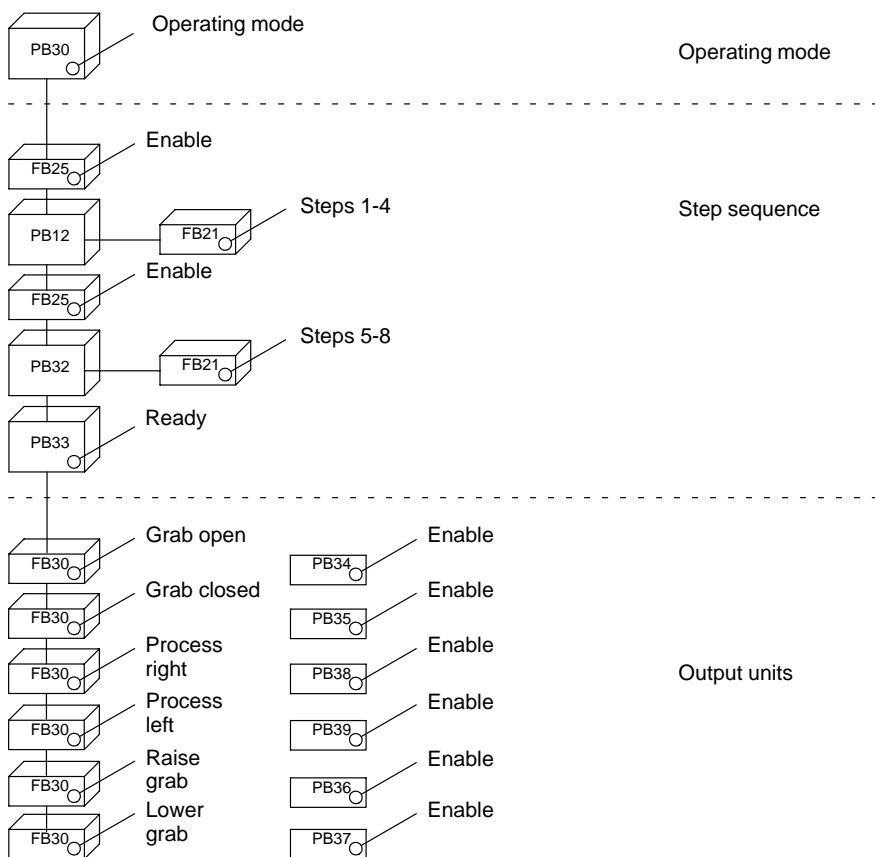 Operating mode
PB30
Operating mode
Enable
FB25
Steps 1-4
Step sequence
PB12
FB21
Enable
FB25
Steps 5-8
PB32
FB21
Ready
PB33
Grab open
Enable
FB30
PB34
Grab closed
Enable
FB30
PB35
Process
right
Enable
FB30
PB38
Output units
Process
left
Enable
FB30
PB39
Raise
grab
Enable
FB30
PB36
Lower
grab
Enable
FB30
PB37